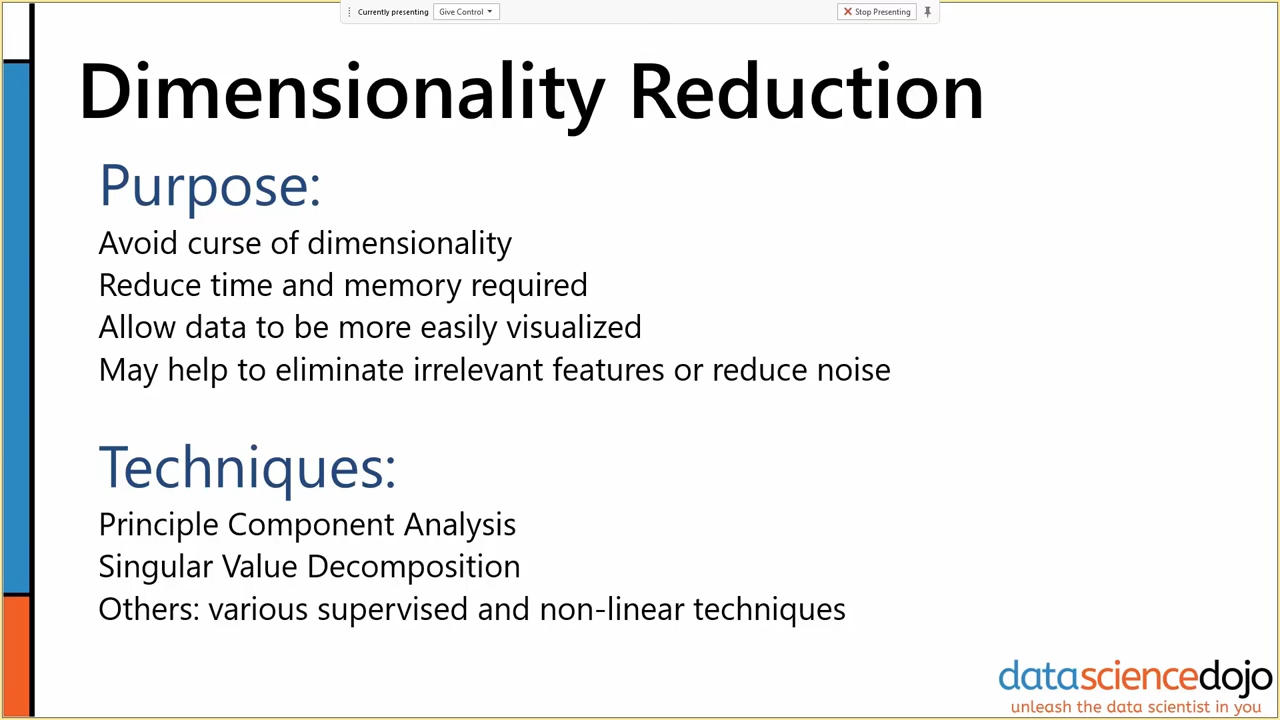 Currently presenting Give Control Stop Presenting
Dimensionality Reduction
Purpose:
Avoid curse of dimensionality
Reduce time and memory required
Allow data to be more easily visualized
May help to eliminate irrelevant features or reduce noise
Techniques:
Principle Component Analysis
Singular Value Decomposition
Others: various supervised and non-linear techniques
datasciencedojo
unleash the data scientist in you